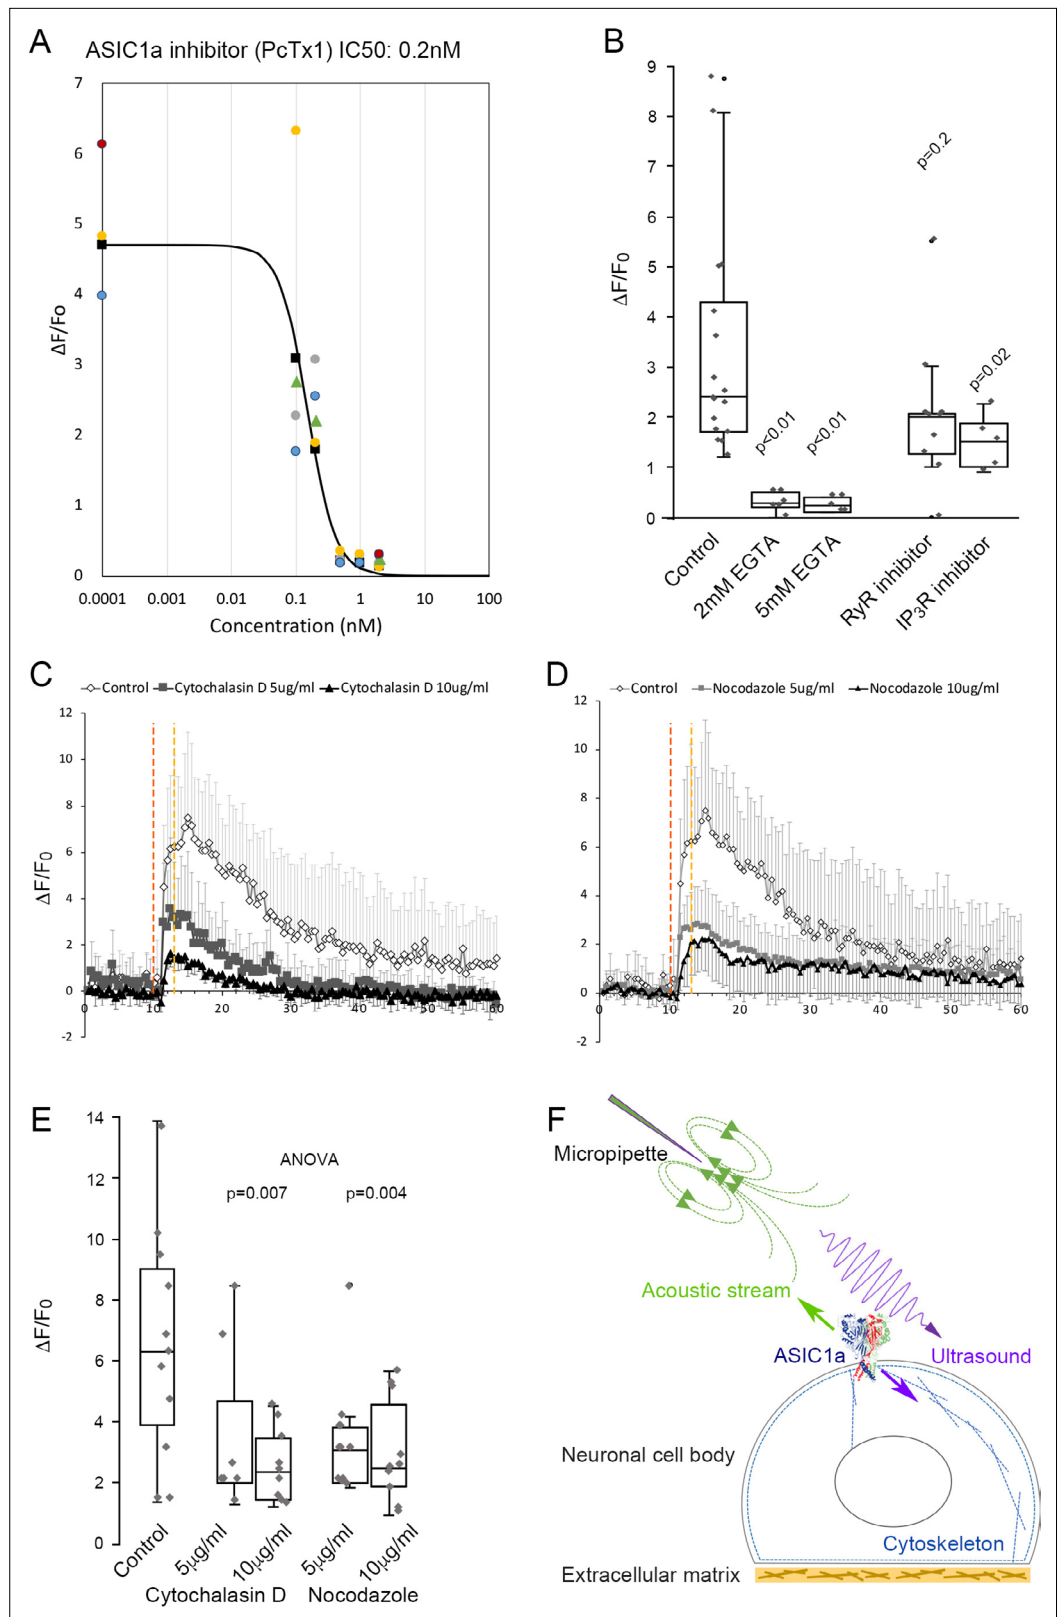 A
ASIC1a inhibitor (PcTx1) IC50: 0.2nM
7
6
5
4
3
2
1
0
ΔF/Fo
0.0001 0.001 0.01 0.1 1 10 100
Concentration (nM)
B
9
8
7
6
5
4
3
2
1
0
ΔF/F0
p<0.01
p<0.01
p=0.2
p=0.02
Control
2mM EGTA
5mM EGTA
RyR inhibitor
IP3R inhibitor
C
Control Cytochalasin D 5ug/ml Cytochalasin D 10ug/ml
12
10
8
6
4
2
0
-2
ΔF/F0
0 10 20 30 40 50 60
D
Control Nocodazole 5ug/ml Nocodazole 10ug/ml
12
10
8
6
4
2
0
-2
0 10 20 30 40 50 60
E
14
12
10
8
6
4
2
0
ΔF/F0
ANOVA
p=0.007 p=0.004
Control
5µg/ml
10µg/ml
5µg/ml
10µg/ml
Cytochalasin D Nocodazole
F
Micropipette
Acoustic stream
ASIC1a
Ultrasound
Neuronal cell body
Cytoskeleton
Extracellular matrix